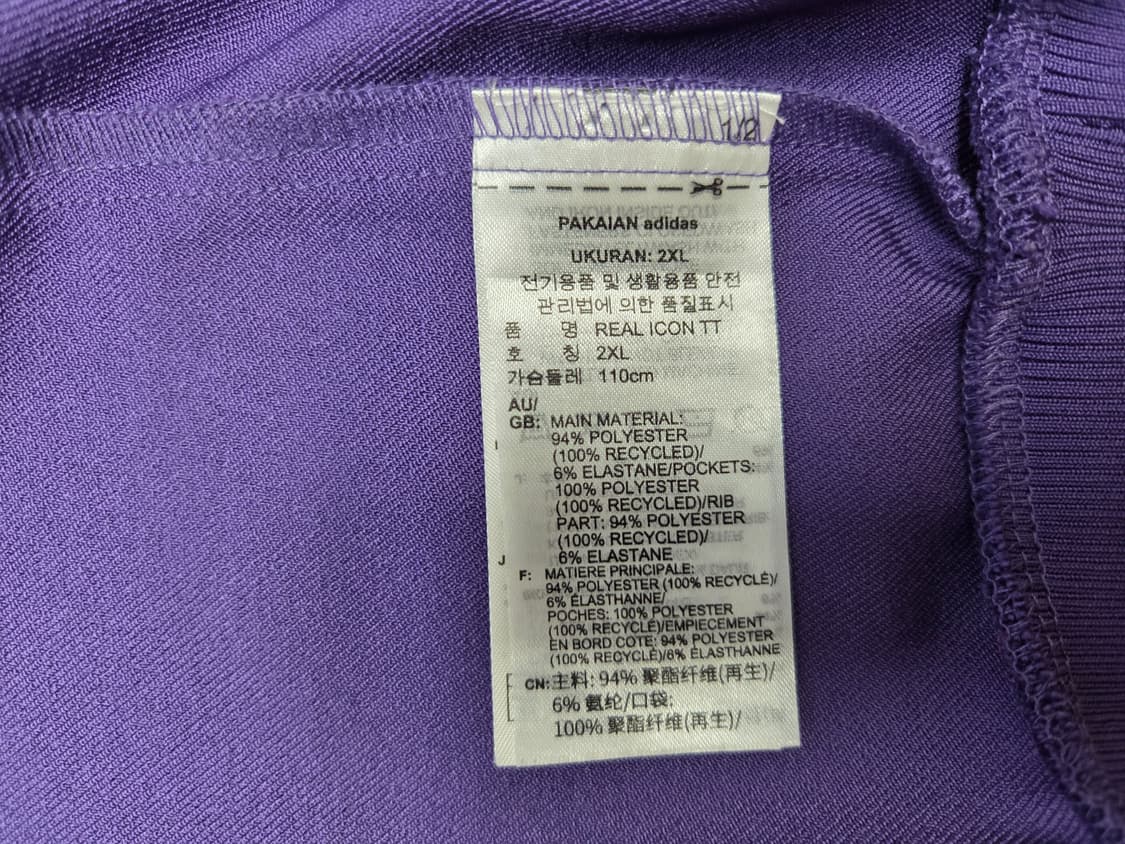 1/2
PAKAIAN adidas
UKURAN: 2XL
전기용품 및 생활용품 안전
관리법에 의한 품질표시
품 명 REAL ICON TT
호 칭 2XL
가슴둘레 110cm
AU/
GB: MAIN MATERIAL:
94% POLYESTER
(100% RECYCLED)/
6% ELASTANE/POCKETS:
100% POLYESTER
(100% RECYCLED)/RIB
PART: 94% POLYESTER
(100% RECYCLED)/
6% ELASTANE
F: MATIERE PRINCIPALE:
94% POLYESTER (100% RECYCLÉ)/
6% ÉLASTHANNE/
POCHES: 100% POLYESTER
(100% RECYCLÉ)/EMPIECEMENT
EN BORD COTE: 94% POLYESTER
(100% RECYCLÉ)/6% ÉLASTHANNE
CN: 主料: 94% 聚酯纤维(再生)/
6% 氨纶/口袋:
100% 聚酯纤维(再生)/